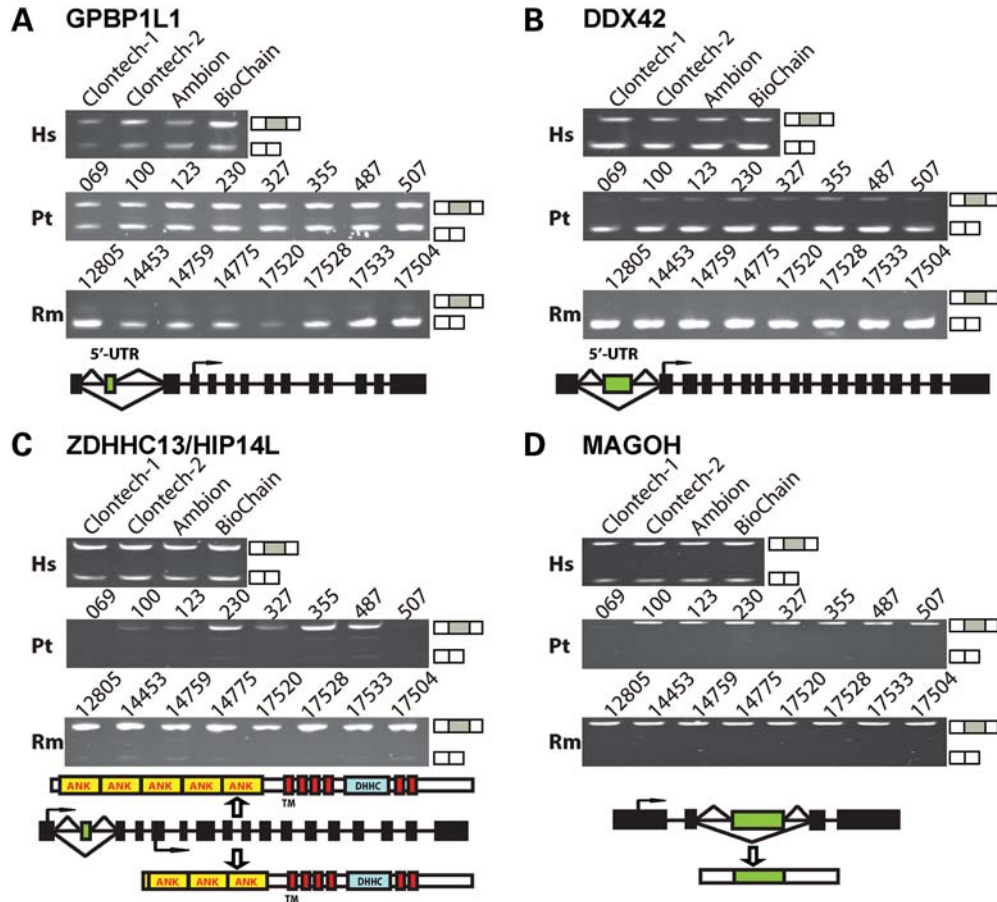 A GPBP1L1
Clontech-1 Clontech-2 Ambion BioChain
Hs
069 100 123 230 327 355 487 507
Pt
12805 14453 14759 14775 17520 17528 17533 17504
Rm
5′-UTR
B DDX42
Clontech-1 Clontech-2 Ambion BioChain
Hs
069 100 123 230 327 355 487 507
Pt
12805 14453 14759 14775 17520 17528 17533 17504
Rm
5′-UTR
C ZDHHC13/HIP14L
Clontech-1 Clontech-2 Ambion BioChain
Hs
069 100 123 230 327 355 487 507
Pt
12805 14453 14759 14775 17520 17528 17533 17504
Rm
ANK ANK ANK ANK ANK DHHC
TM
ANK ANK ANK DHHC
TM
D MAGOH
Clontech-1 Clontech-2 Ambion BioChain
Hs
069 100 123 230 327 355 487 507
Pt
12805 14453 14759 14775 17520 17528 17533 17504
Rm